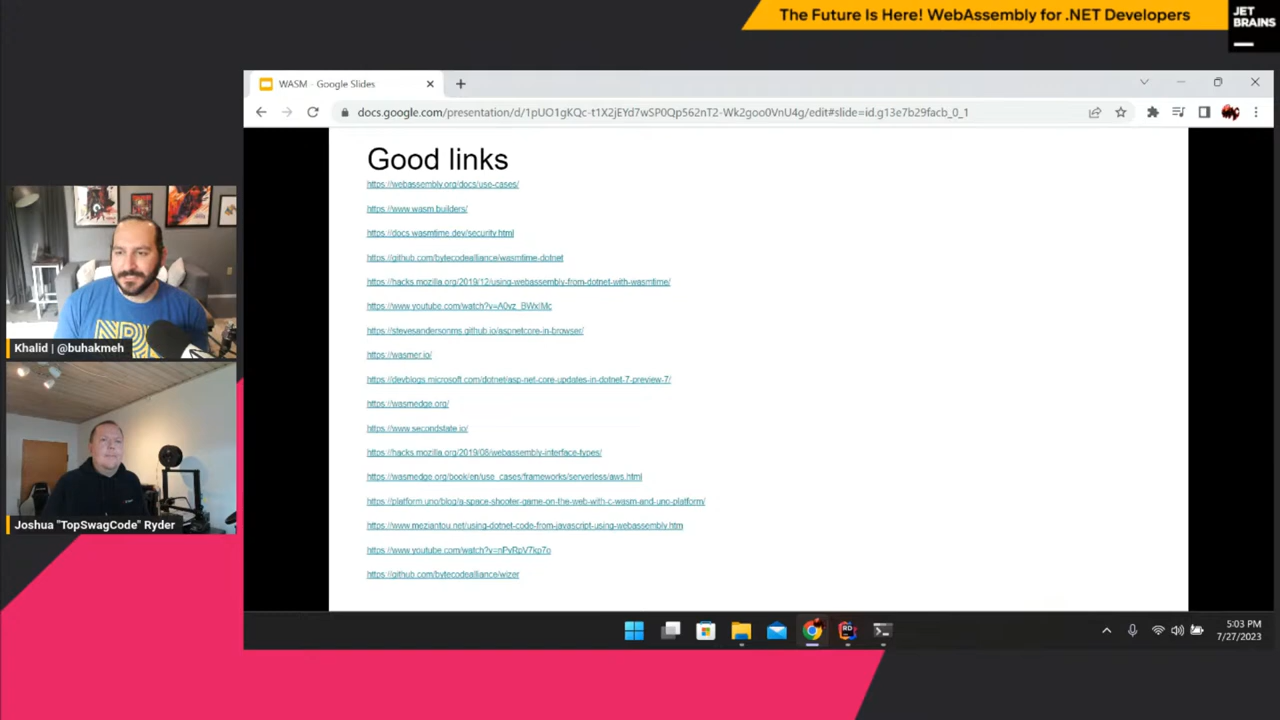 The Future Is Here! WebAssembly for .NET Developers
JET
BRAINS
WASM - Google Slides
docs.google.com/presentation/d/1pUO1gKQc-t1X2jEYd7wSP0Qp562nT2-Wk2goo0VnU4g/edit#slide=id.g13e7b29facb_0_1
Good links
https://webassembly.org/docs/use-cases/
https://www.wasm.builders/
https://docs.wasmtime.dev/security.html
https://github.com/bytecodealliance/wasmtime-dotnet
https://hacks.mozilla.org/2019/12/using-webassembly-from-dotnet-with-wasmtime/
https://stevesandersonms.github.io/aspnetcore-in-browser/
https://wasmer.io/
https://devblogs.microsoft.com/dotnet/asp-net-core-updates-in-dotnet-7-preview-7/
https://wasmedge.org/
https://www.secondstate.io/
https://hacks.mozilla.org/2019/08/webassembly-interface-types/
https://wasmedge.org/book/en/use_cases/frameworks/serverless/aws.html
https://platform.uno/blog/a-space-shooter-game-on-the-web-with-c-wasm-and-uno-platform/
https://www.meziantou.net/using-dotnet-code-from-javascript-using-webassembly.htm
https://github.com/bytecodealliance/wizer
Khalid | @buhakmeh
Joshua "TopSwagCode" Ryder
RD
5:03 PM
7/27/2023